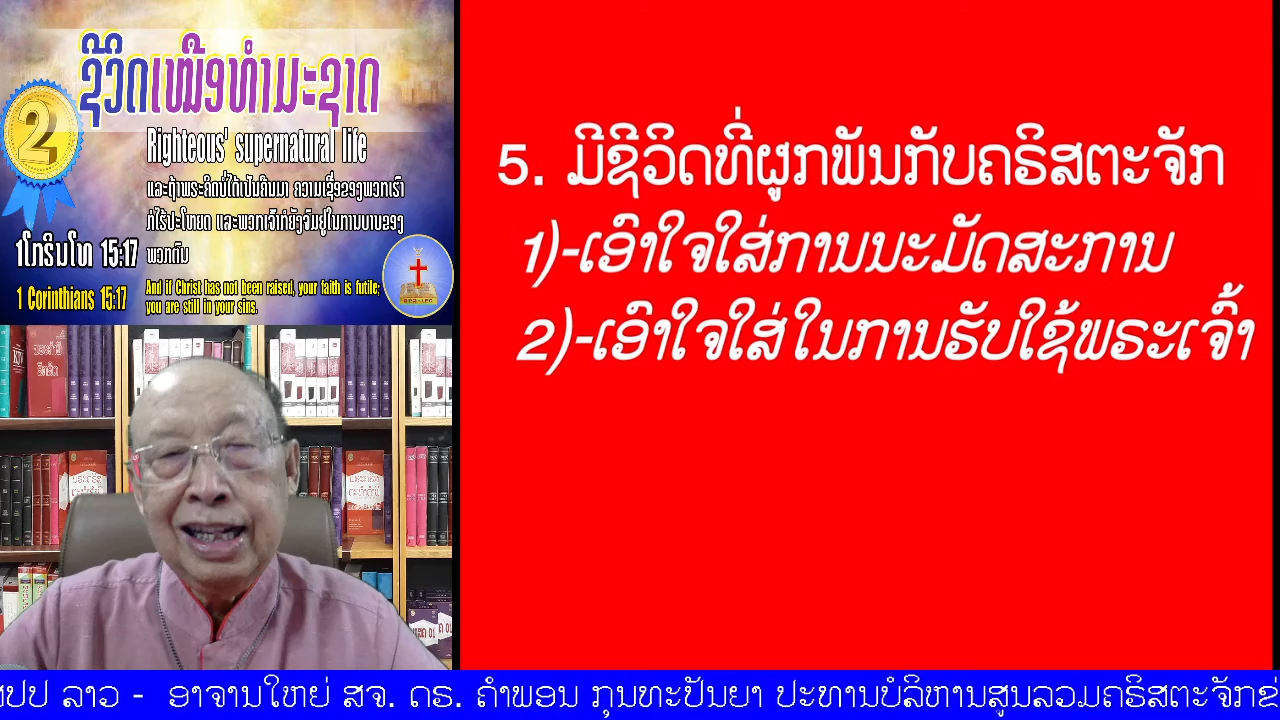 ຊີວິດເໜືອທຳມະຊາດ
2
Righteous' supernatural life
ແລະຖ້າພຣະຄຣິດບໍ່ໄດ້ເປັນຄືນມາ ຄວາມເຊື່ອຂອງພວກເຮົາ
ກໍໄຮ້ປະໂຫຍດ ແລະພວກເຈົ້າກໍຍັງຈົມຢູ່ໃນການບາບຂອງ
ພວກຕົນ
1ໂກຣິນໂທ 15:17
1 Corinthians 15:17
And if Christ has not been raised, your faith is futile;
you are still in your sins.
5. ມີຊີວິດທີ່ຜູກພັນກັບຄຣິສຕະຈັກ
1)-ເອົາໃຈໃສ່ການນະມັດສະການ
2)-ເອົາໃຈໃສ່ໃນການຮັບໃຊ້ພຣະເຈົ້າ
ສປປ ລາວ - ອາຈານໃຫຍ່ ສຈ. ດຣ. ຄຳພອນ ກຸນທະປັນຍາ ປະທານບໍລິຫານສູນລວມຄຣິສຕະຈັກຂ່